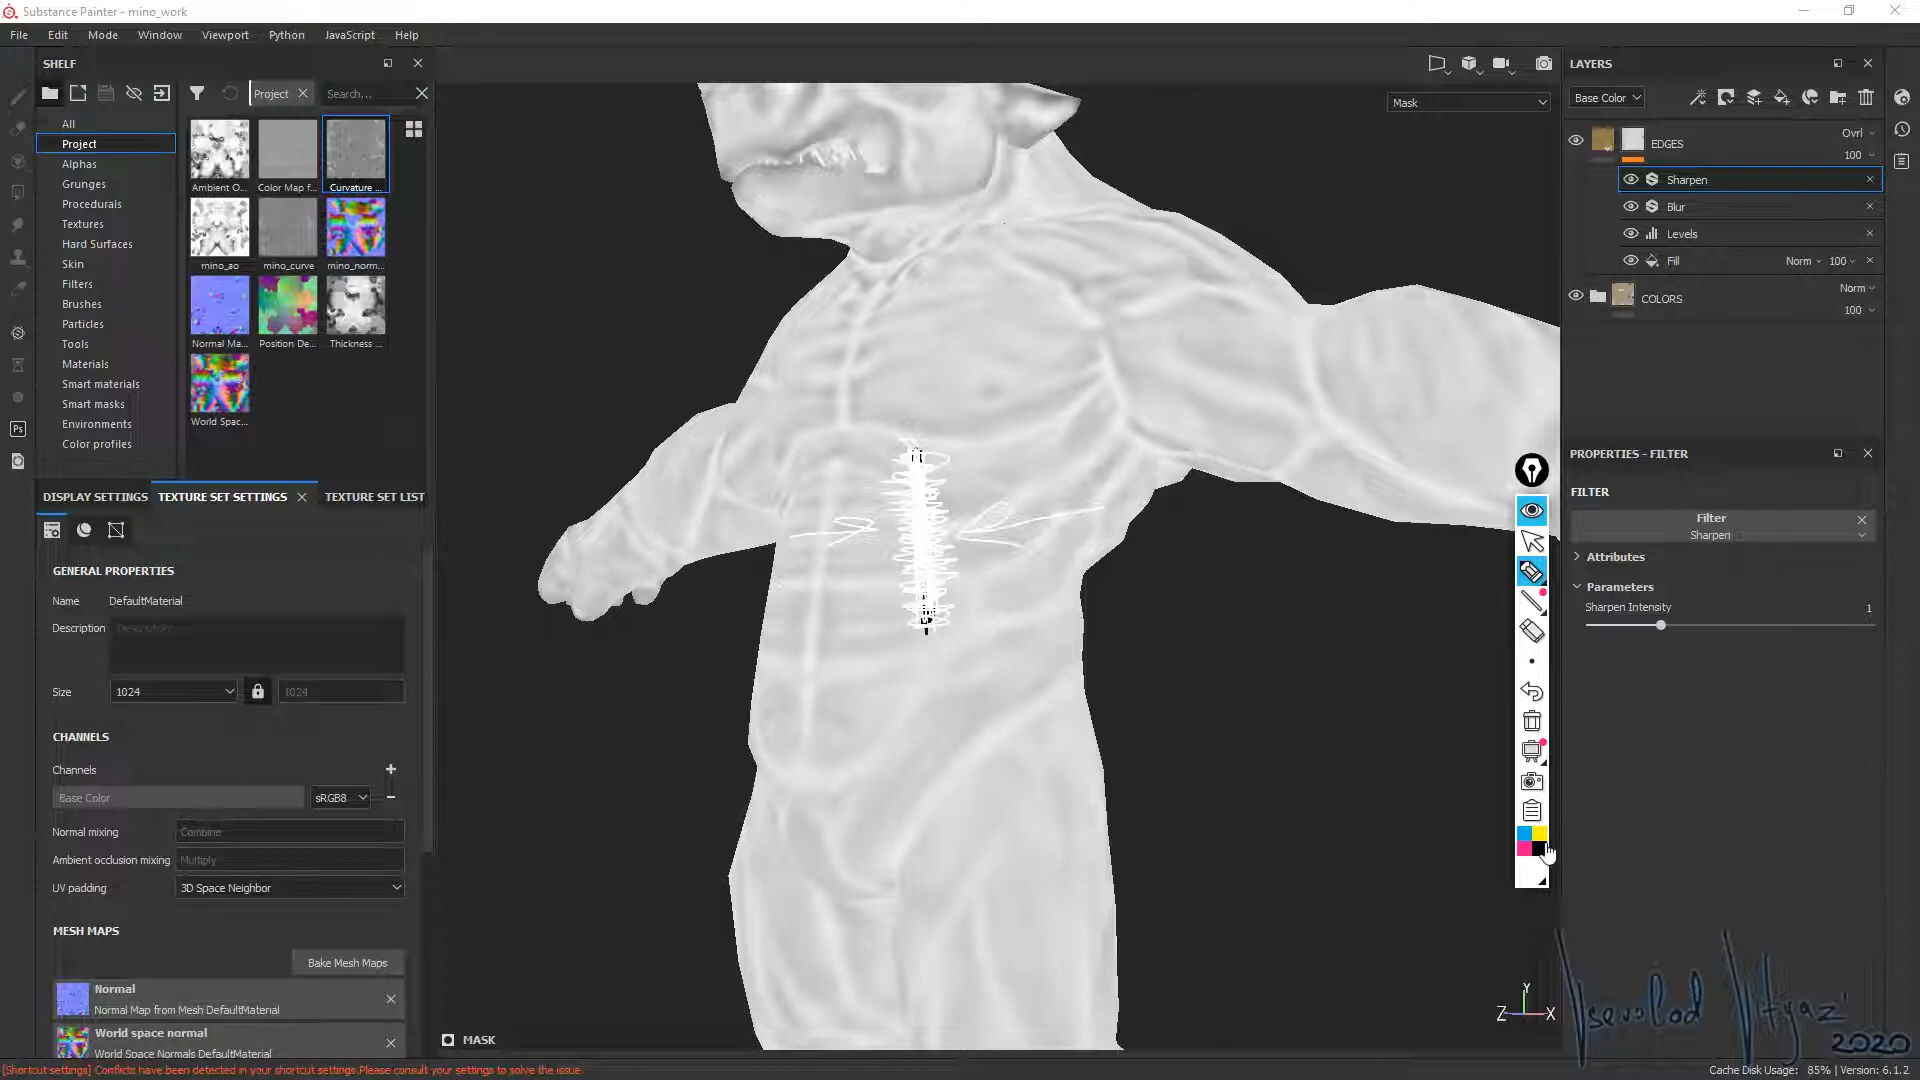 Substance Painter - mino_work
File Edit Mode Window Viewport Python JavaScript Help
SHELF
Project
Search...
All
Project
Alphas
Grunges
Procedurals
Textures
Hard Surfaces
Skin
Filters
Brushes
Particles
Tools
Materials
Smart materials
Smart masks
Environments
Color profiles
Ambient O... Color Map f... Curvature ...
mino_ao mino_curve mino_norm...
Normal Ma... Position De... Thickness ...
World Spac...
Ps
DISPLAY SETTINGS TEXTURE SET SETTINGS TEXTURE SET LIST
GENERAL PROPERTIES
Name DefaultMaterial
Description Description
Size 1024 1024
CHANNELS
Channels
Base Color sRGB8
Normal mixing Combine
Ambient occlusion mixing Multiply
UV padding 3D Space Neighbor
MESH MAPS
Bake Mesh Maps
Normal
Normal Map from Mesh DefaultMaterial
World space normal
World Space Normals DefaultMaterial
[Shortcut settings] Conflicts have been detected in your shortcut settings.Please consult your settings to solve the issue.
Mask
MASK
Y
Z X
LAYERS
Base Color
EDGES Ovrl
100
Sharpen
Blur
Levels
Fill Norm 100
COLORS Norm
100
PROPERTIES - FILTER
FILTER
Filter
Sharpen
Attributes
Parameters
Sharpen Intensity 1
2020
Cache Disk Usage: 85% | Version: 6.1.2